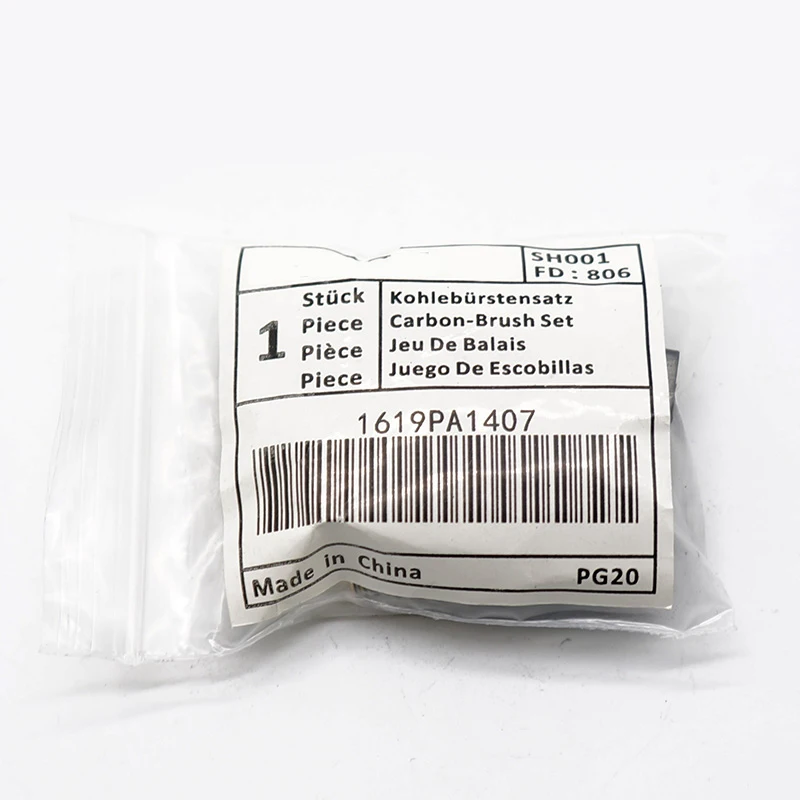 SH001
FD : 806
1
Stück
Piece
Pièce
Piece
Kohlebürstensatz
Carbon-Brush Set
Jeu De Balais
Juego De Escobillas
1619PA1407
Made in China
PG20